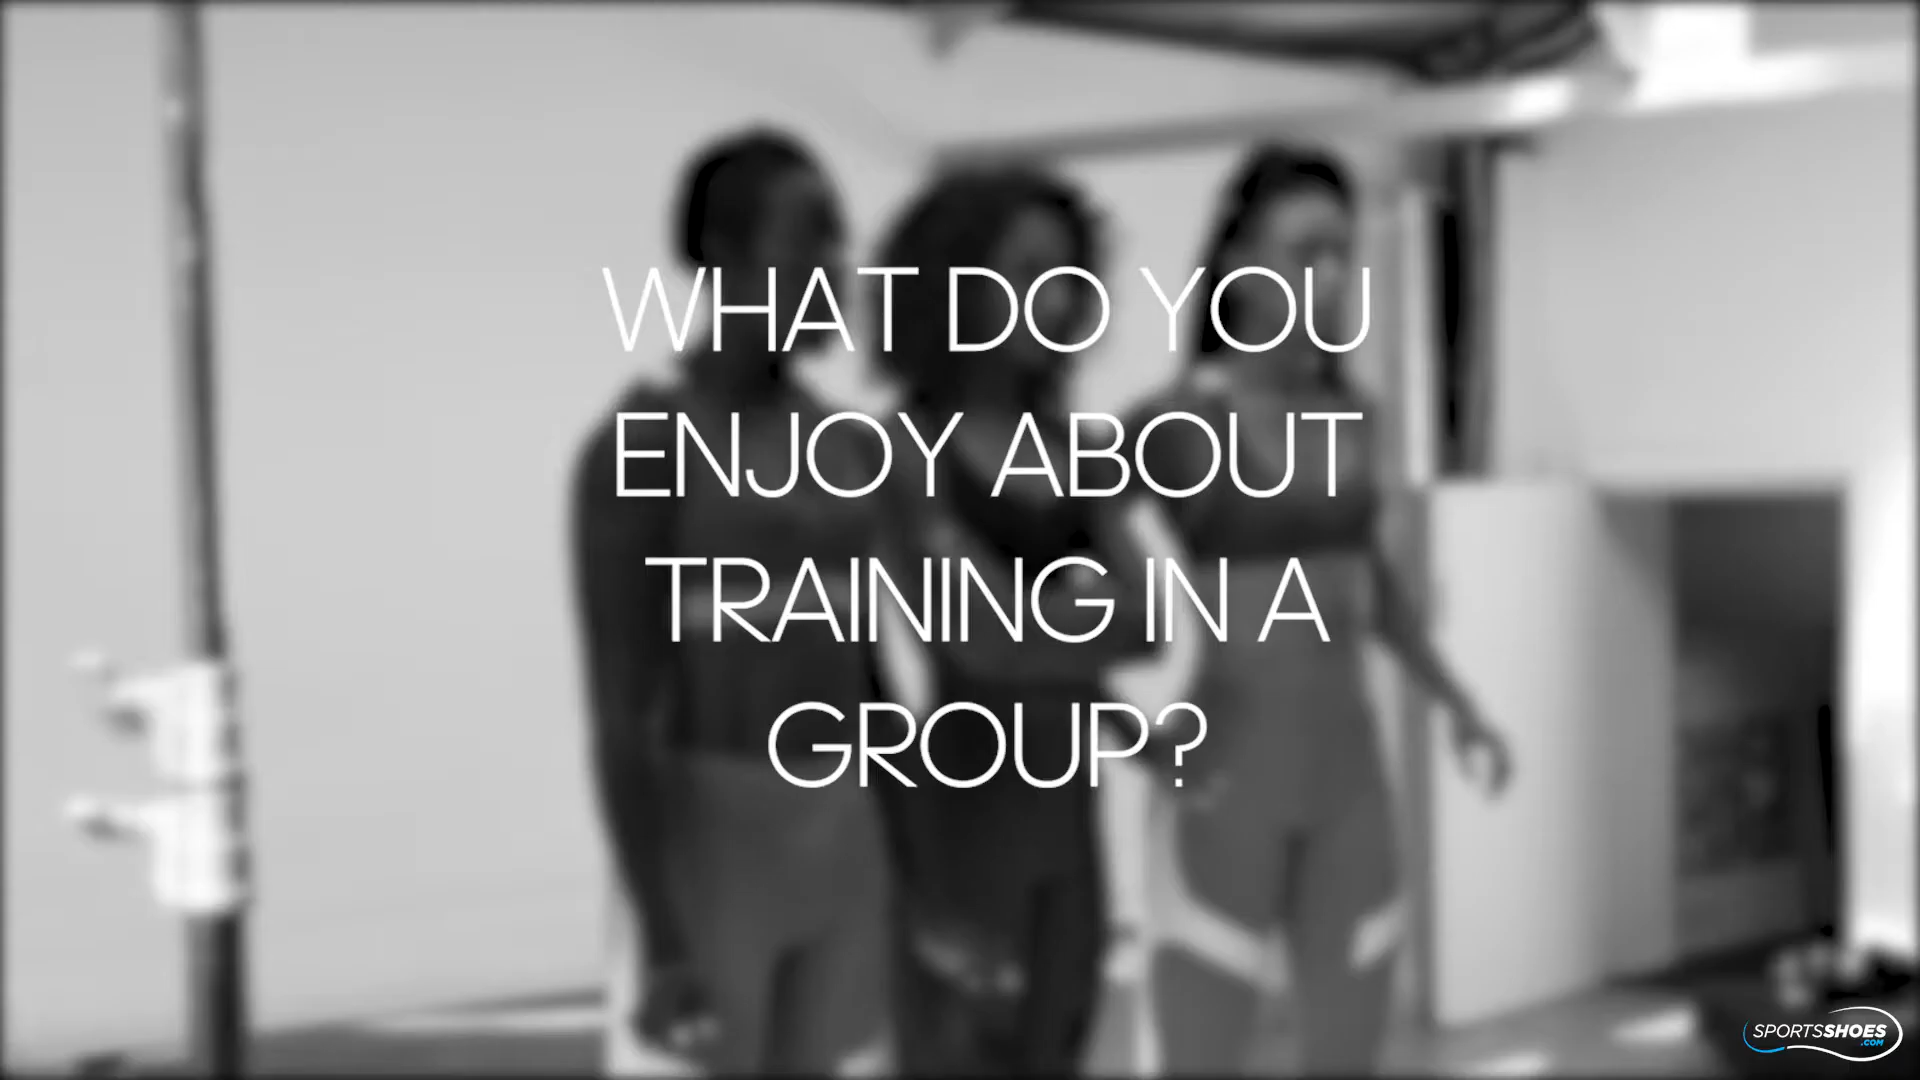 WHAT DO YOU
ENJOY ABOUT
TRAINING IN A
GROUP?
SPORTSSHOES
.COM